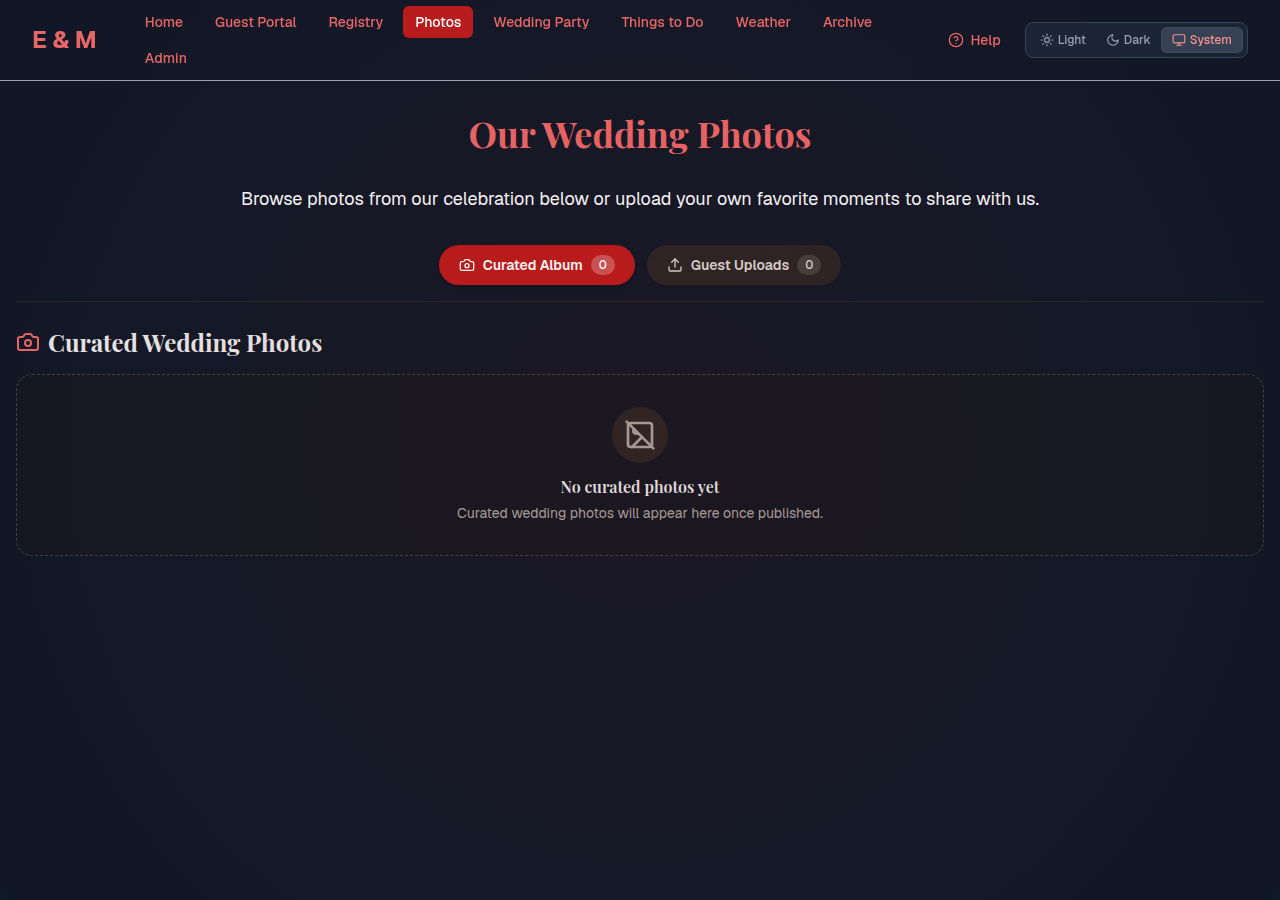 E & M
Home Guest Portal Registry Photos Wedding Party Things to Do Weather Archive
Admin
Help
Light Dark System
Our Wedding Photos
Browse photos from our celebration below or upload your own favorite moments to share with us.
Curated Album 0 Guest Uploads 0
Curated Wedding Photos
No curated photos yet
Curated wedding photos will appear here once published.